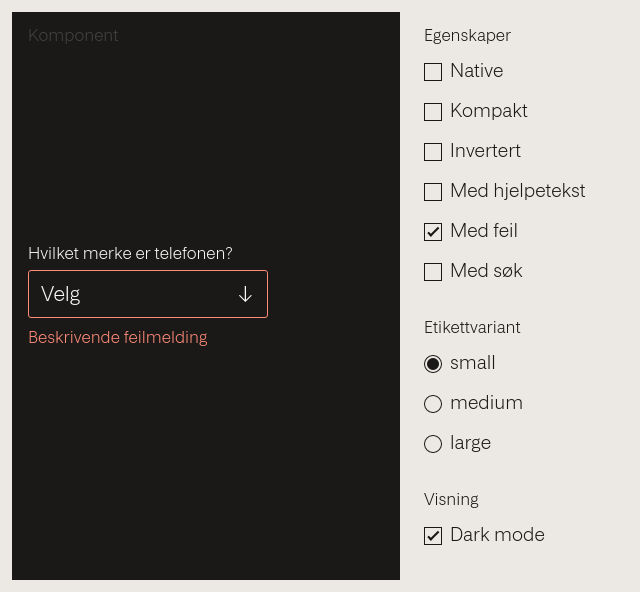 Komponent
Hvilket merke er telefonen?
Velg
Beskrivende feilmelding
Egenskaper
Native
Kompakt
Invertert
Med hjelpetekst
Med feil
Med søk
Etikettvariant
small
medium
large
Visning
Dark mode